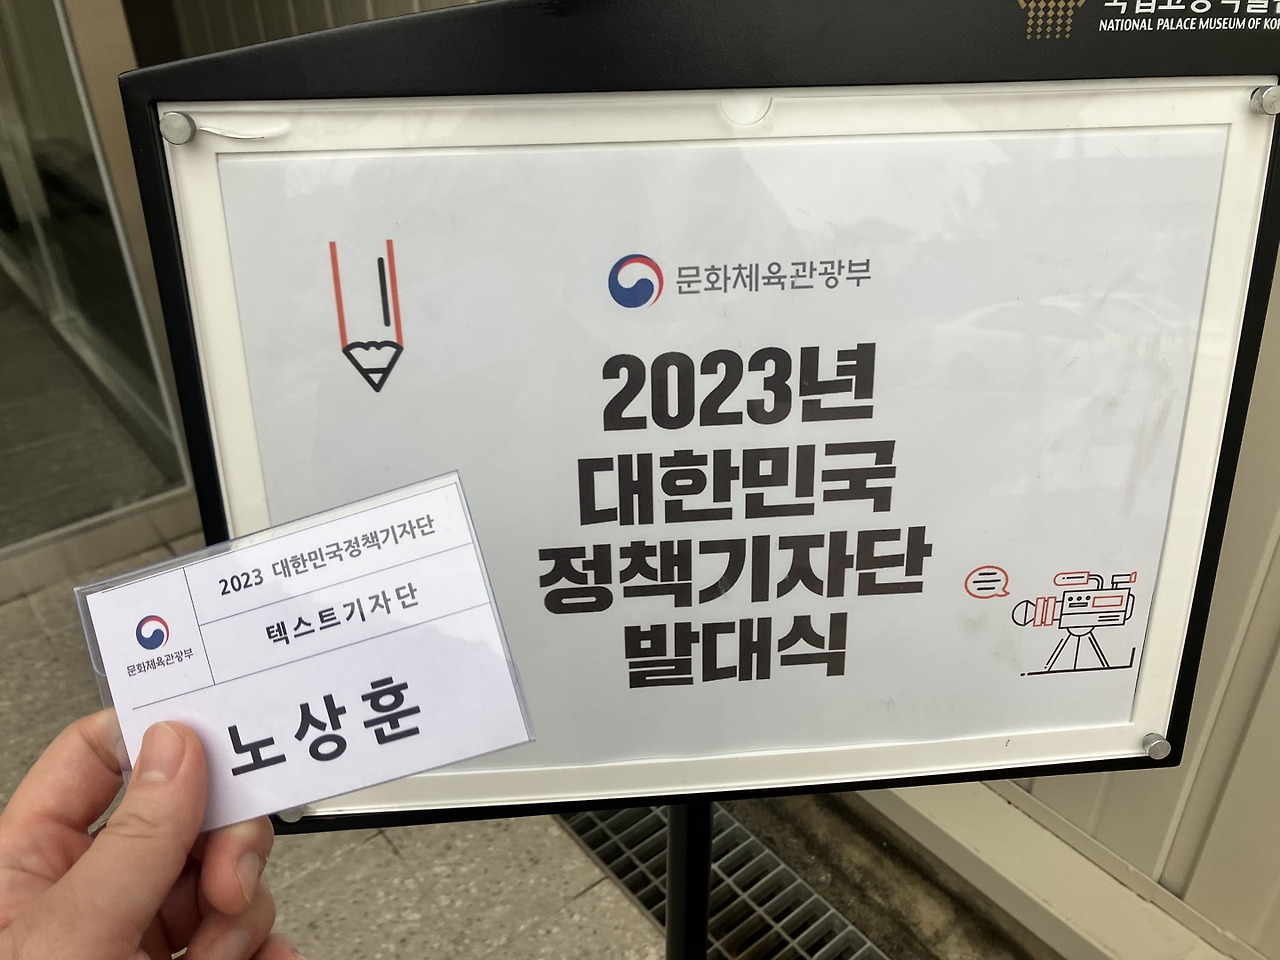 NATIONAL PALACE MUSEUM OF
문화체육관광부
2023년
대한민국
정책기자단
발대식
2023 대한민국정책기자단
텍스트기자단
문화체육관광부
노상훈